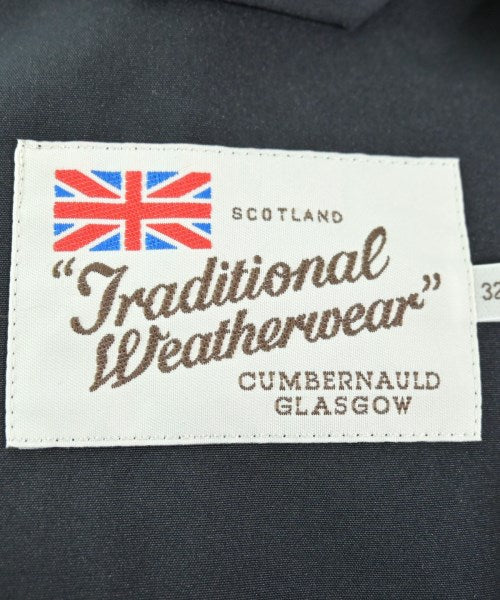 SCOTLAND
"Traditional
Weatherwear"
CUMBERNAULD
GLASGOW
32